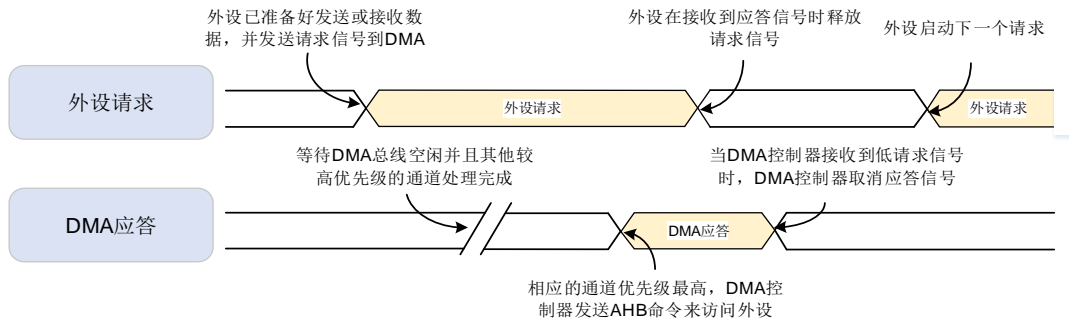 外设已准备好发送或接收数
据，并发送请求信号到DMA
外设在接收到应答信号时释放
请求信号
外设启动下一个请求
外设请求
外设请求
外设请求
等待DMA总线空闲并且其他较
高优先级的通道处理完成
当DMA控制器接收到低请求信号
时，DMA控制器取消应答信号
DMA应答
DMA应答
相应的通道优先级最高，DMA控
制器发送AHB命令来访问外设